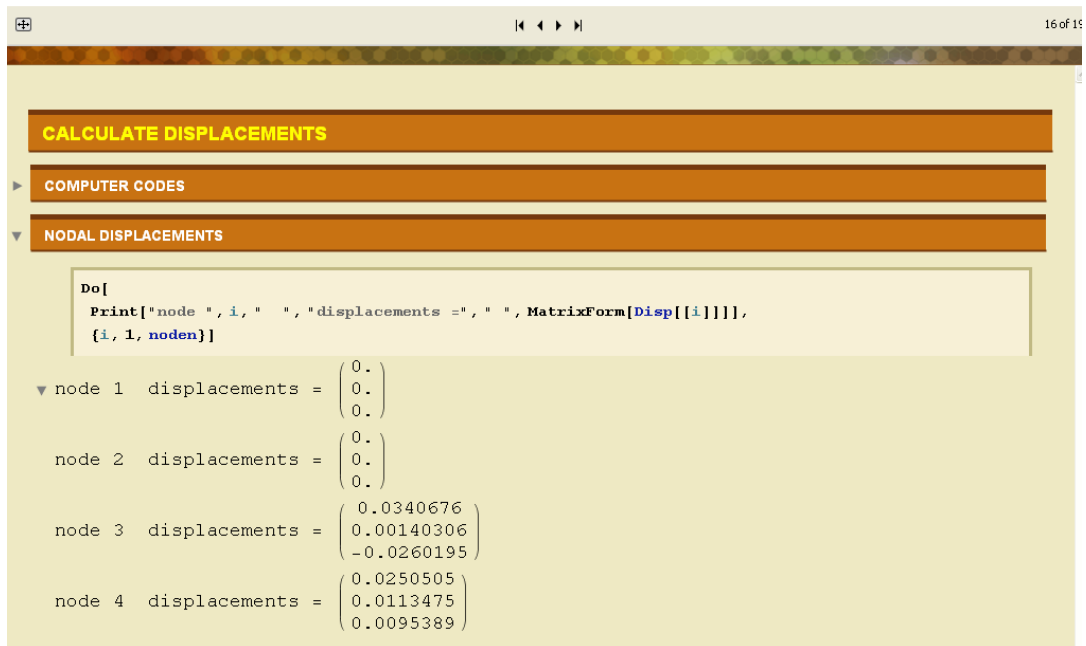 16 of 19
CALCULATE DISPLACEMENTS
COMPUTER CODES
NODAL DISPLACEMENTS
Do[
Print["node ", i, "  ", "displacements =", " ", MatrixForm[Disp[[i]]]],
{i, 1, noden}]
0.
node 1 displacements = 0.
0.
0.
node 2 displacements = 0.
0.
0.0340676
node 3 displacements = 0.00140306
-0.0260195
0.0250505
node 4 displacements = 0.0113475
0.0095389